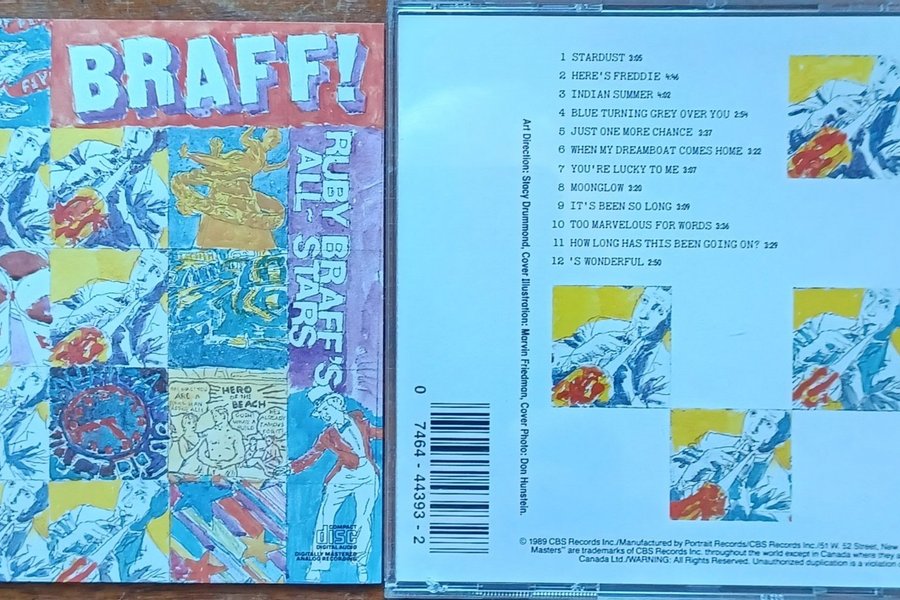 BRAFF!
RUBY BRAFF'S
ALL-STARS
HERO
OF THE
BEACH
COMPACT
disc
DIGITAL AUDIO
DIGITALLY MASTERED
ANALOG RECORDING
1 STARDUST 3:05
2 HERE'S FREDDIE 4:46
3 INDIAN SUMMER 4:02
4 BLUE TURNING GREY OVER YOU 2:54
5 JUST ONE MORE CHANCE 3:37
6 WHEN MY DREAMBOAT COMES HOME 3:22
7 YOU'RE LUCKY TO ME 3:07
8 MOONGLOW 3:20
9 IT'S BEEN SO LONG 3:09
10 TOO MARVELOUS FOR WORDS 3:36
11 HOW LONG HAS THIS BEEN GOING ON? 3:29
12 'S WONDERFUL 2:50
Art Direction: Stacy Drummond, Cover Illustration: Marvin Friedman, Cover Photo: Don Hunstein.
0 7464-44393-2
© 1989 CBS Records Inc./Manufactured by Portrait Records/CBS Records Inc./51 W. 52 Street, New
Masters" are trademarks of CBS Records Inc. throughout the world except in Canada where they a
Canada Ltd./WARNING: All Rights Reserved. Unauthorized duplication is a violation o